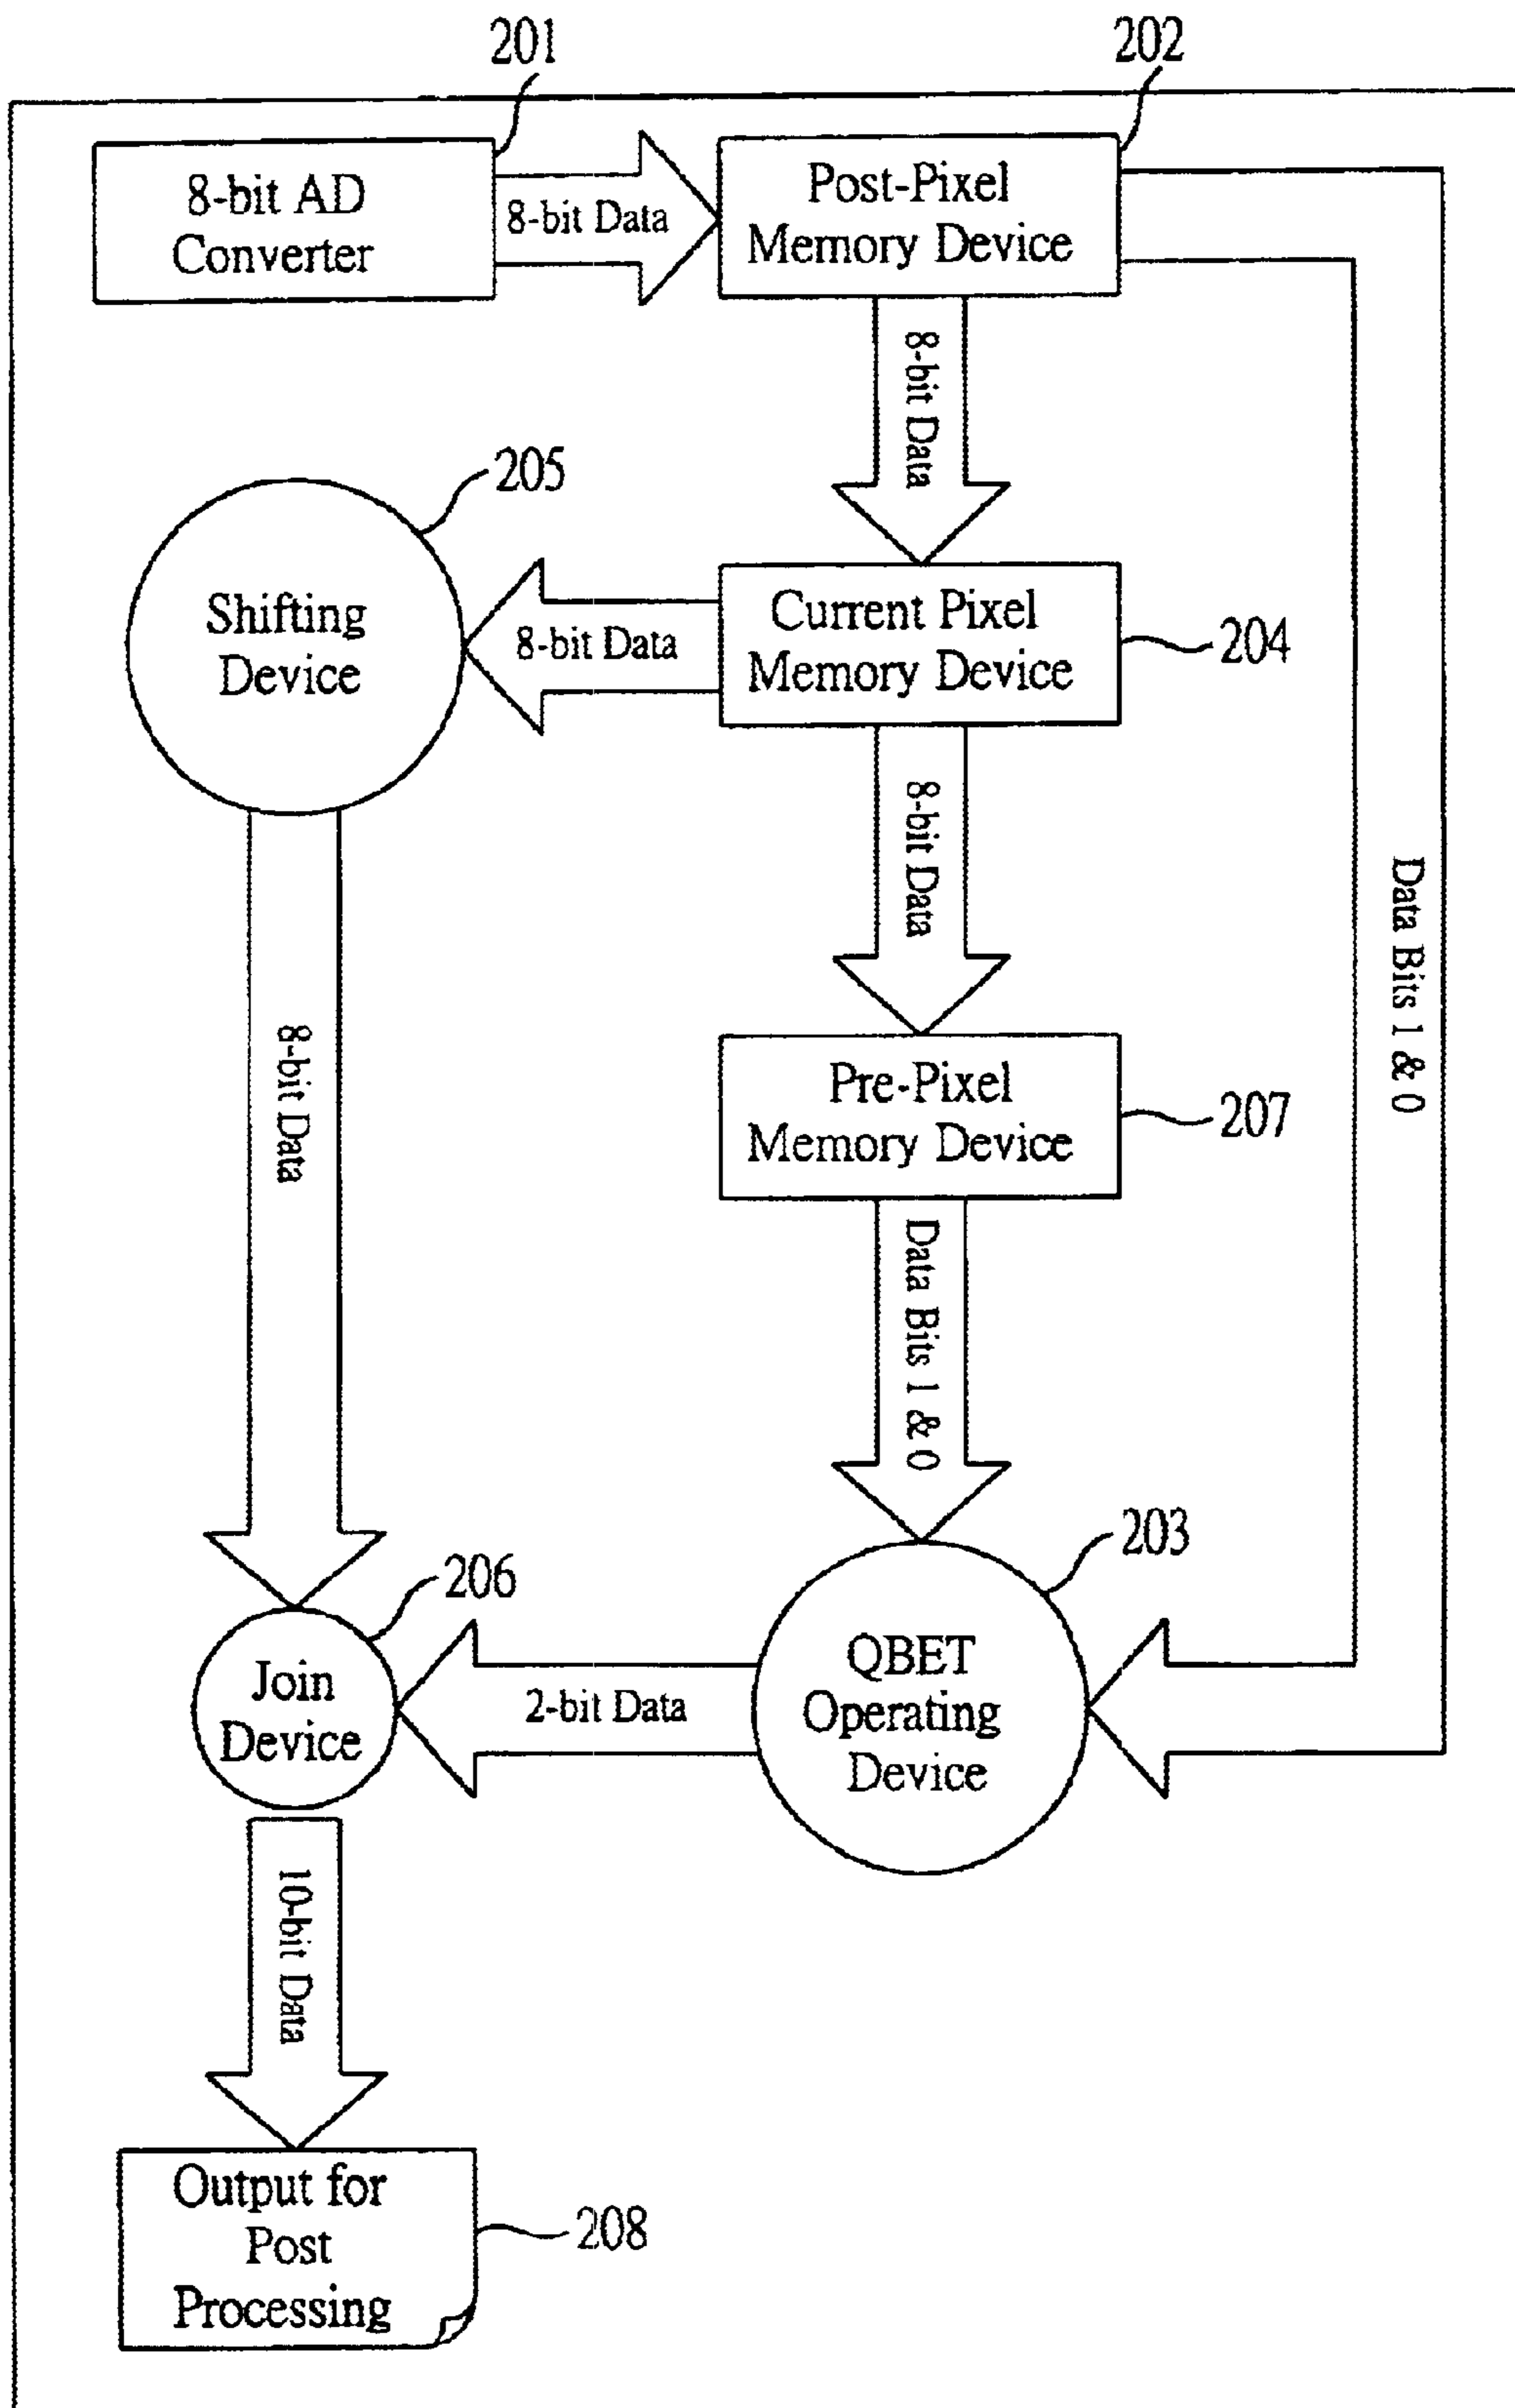 201
202
8-bit AD
Converter
8-bit Data
Post-Pixel
Memory Device
8-bit Data
205
Shifting
Device
8-bit Data
Current Pixel
Memory Device
204
Data Bits 1 & 0
8-bit Data
8-bit Data
Pre-Pixel
Memory Device
207
Data Bits 1 & 0
203
206
Join
Device
2-bit Data
QBET
Operating
Device
10-bit Data
Output for
Post
Processing
208